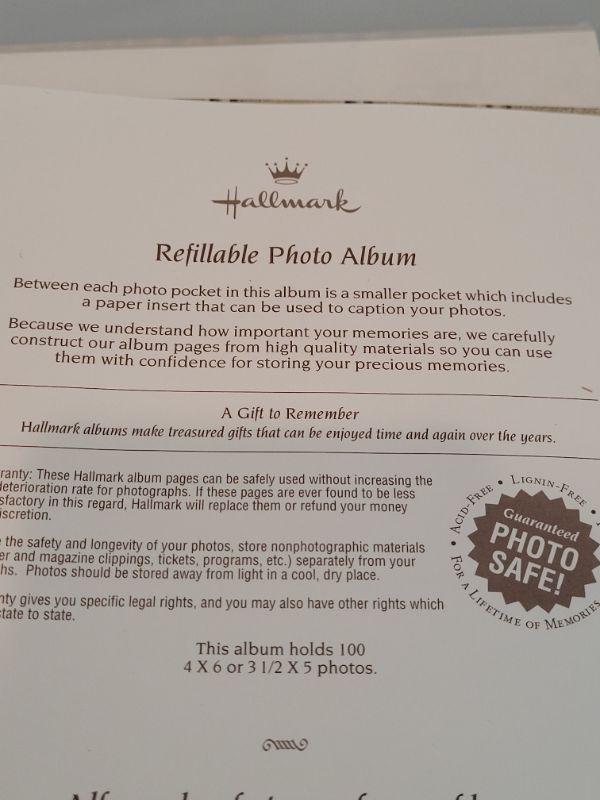 Hallmark
Refillable Photo Album
Between each photo pocket in this album is a smaller pocket which includes
a paper insert that can be used to caption your photos.
Because we understand how important your memories are, we carefully
construct our album pages from high quality materials so you can use
them with confidence for storing your precious memories.
A Gift to Remember
Hallmark albums make treasured gifts that can be enjoyed time and again over the years.
ranty: These Hallmark album pages can be safely used without increasing the
deterioration rate for photographs. If these pages are ever found to be less
sfactory in this regard, Hallmark will replace them or refund your money
iscretion.
the safety and longevity of your photos, store nonphotographic materials
er and magazine clippings, tickets, programs, etc.) separately from your
hs. Photos should be stored away from light in a cool, dry place.
nty gives you specific legal rights, and you may also have other rights which
state to state.
• Acid-Free • Lignin-Free •
Guaranteed
PHOTO
SAFE!
For a Lifetime of Memories
This album holds 100
4 X 6 or 3 1/2 X 5 photos.